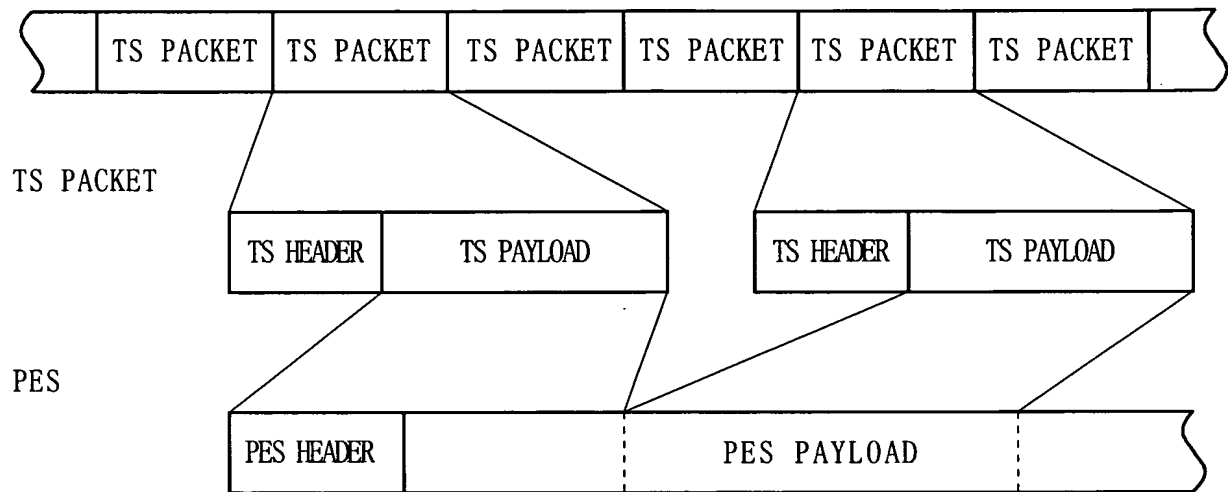 TS PACKET TS PACKET TS PACKET TS PACKET TS PACKET TS PACKET
TS PACKET
TS HEADER TS PAYLOAD TS HEADER TS PAYLOAD
PES
PES HEADER PES PAYLOAD